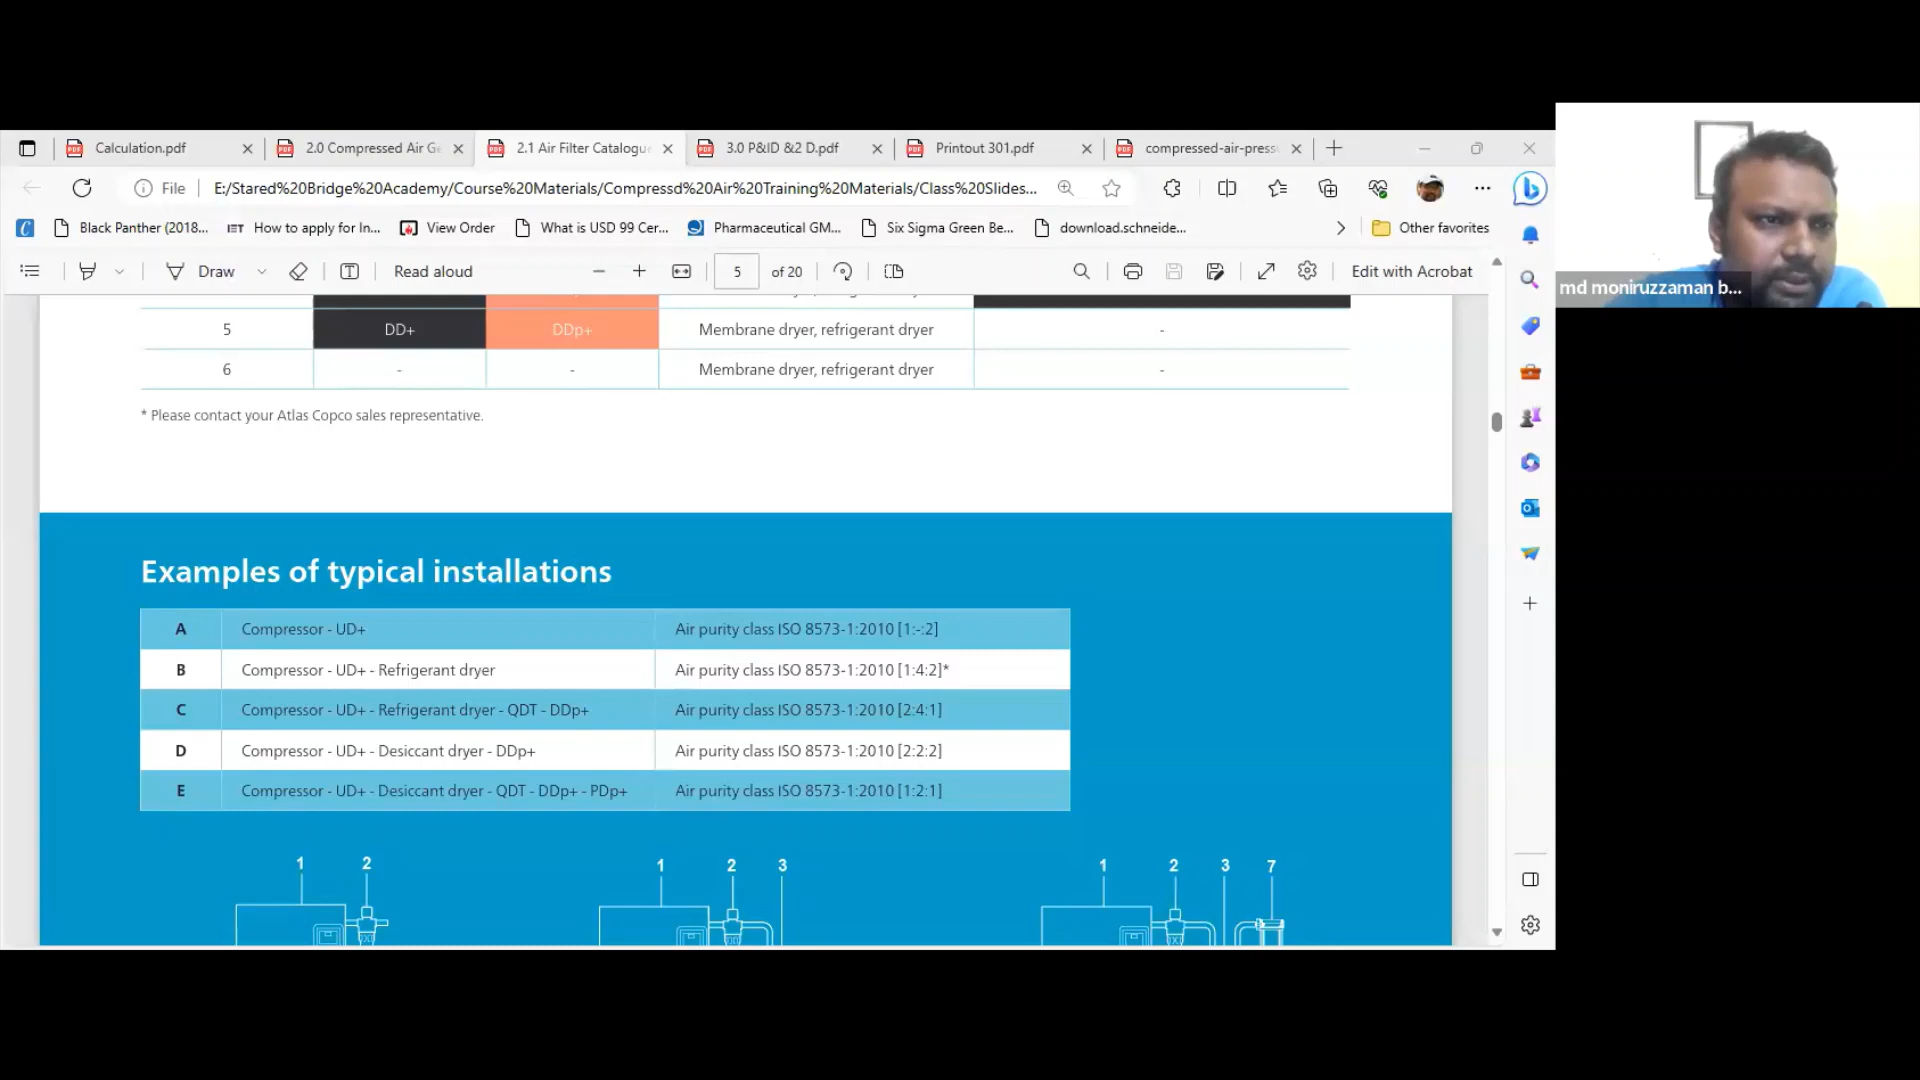 Calculation.pdf
2.0 Compressed Air Ge
2.1 Air Filter Catalogue
3.0 P&ID &2 D.pdf
Printout 301.pdf
compressed-air-press
File
E:/Stared%20Bridge%20Academy/Course%20Materials/Compressd%20Air%20Training%20Materials/Class%20Slides...
Black Panther (2018...
IET How to apply for In...
View Order
What is USD 99 Cer...
Pharmaceutical GM...
Six Sigma Green Be...
download.schneide...
Other favorites
Draw
Read aloud
5 of 20
Edit with Acrobat
md moniruzzaman b...
5 DD+ DDp+ Membrane dryer, refrigerant dryer -
6 - - Membrane dryer, refrigerant dryer -
* Please contact your Atlas Copco sales representative.
Examples of typical installations
A Compressor - UD+ Air purity class ISO 8573-1:2010 [1:-:2]
B Compressor - UD+ - Refrigerant dryer Air purity class ISO 8573-1:2010 [1:4:2]*
C Compressor - UD+ - Refrigerant dryer - QDT - DDp+ Air purity class ISO 8573-1:2010 [2:4:1]
D Compressor - UD+ - Desiccant dryer - DDp+ Air purity class ISO 8573-1:2010 [2:2:2]
E Compressor - UD+ - Desiccant dryer - QDT - DDp+ - PDp+ Air purity class ISO 8573-1:2010 [1:2:1]
1 2
1 2 3
1 2 3 7